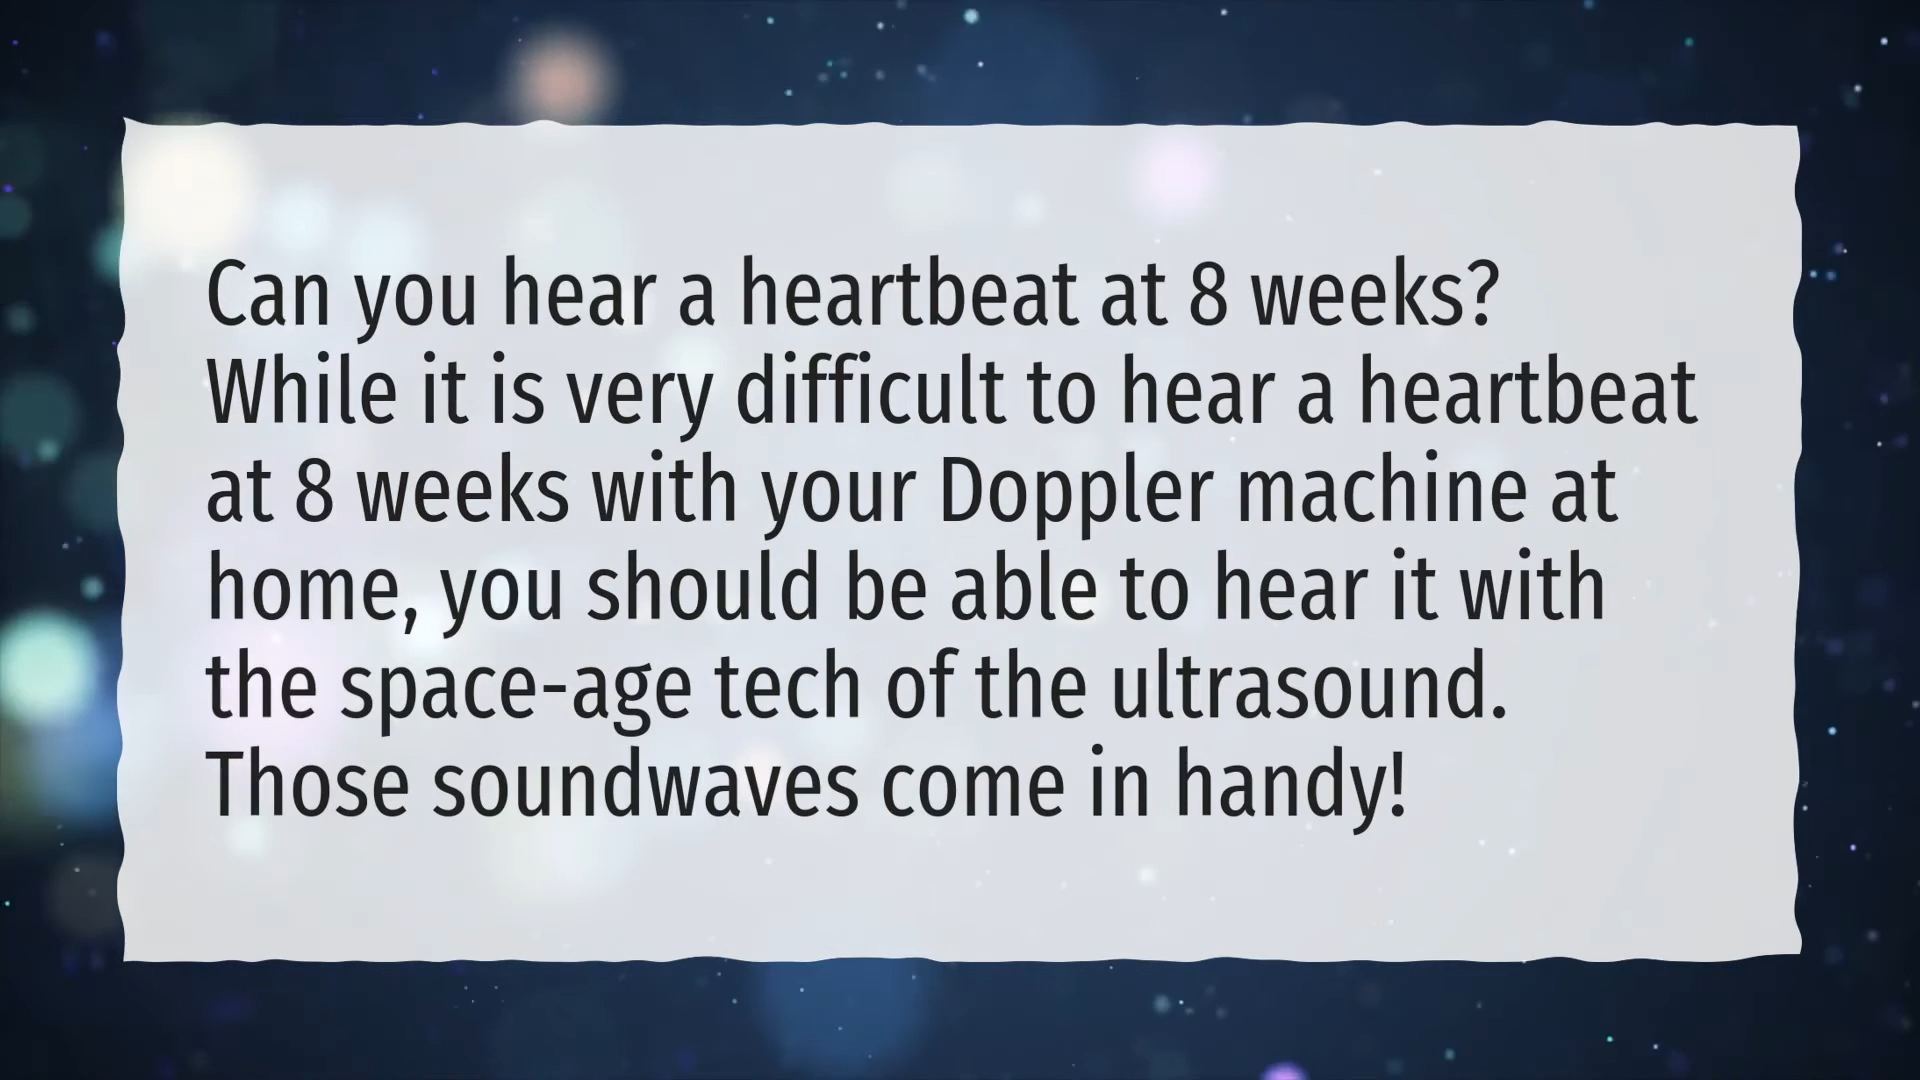 Can you hear a heartbeat at 8 weeks?
While it is very difficult to hear a heartbeat
at 8 weeks with your Doppler machine at
home, you should be able to hear it with
the space-age tech of the ultrasound.
Those soundwaves come in handy!